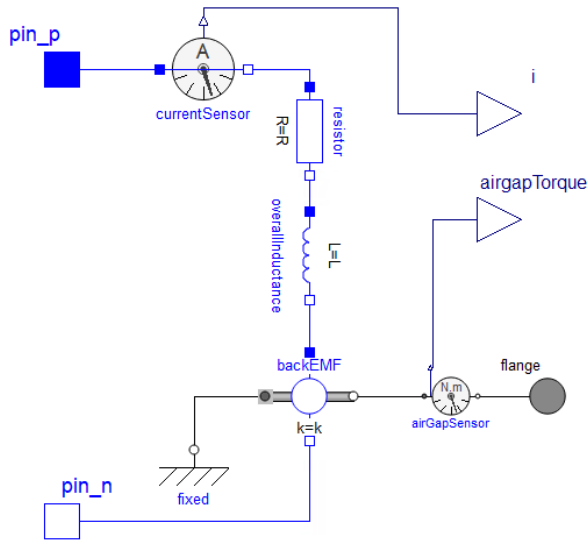 pin_p
A
currentSensor
i
R=R
resistor
airgapTorque
overallInductance
L=L
backEMF
flange
N.m
k=k
airGapSensor
fixed
pin_n